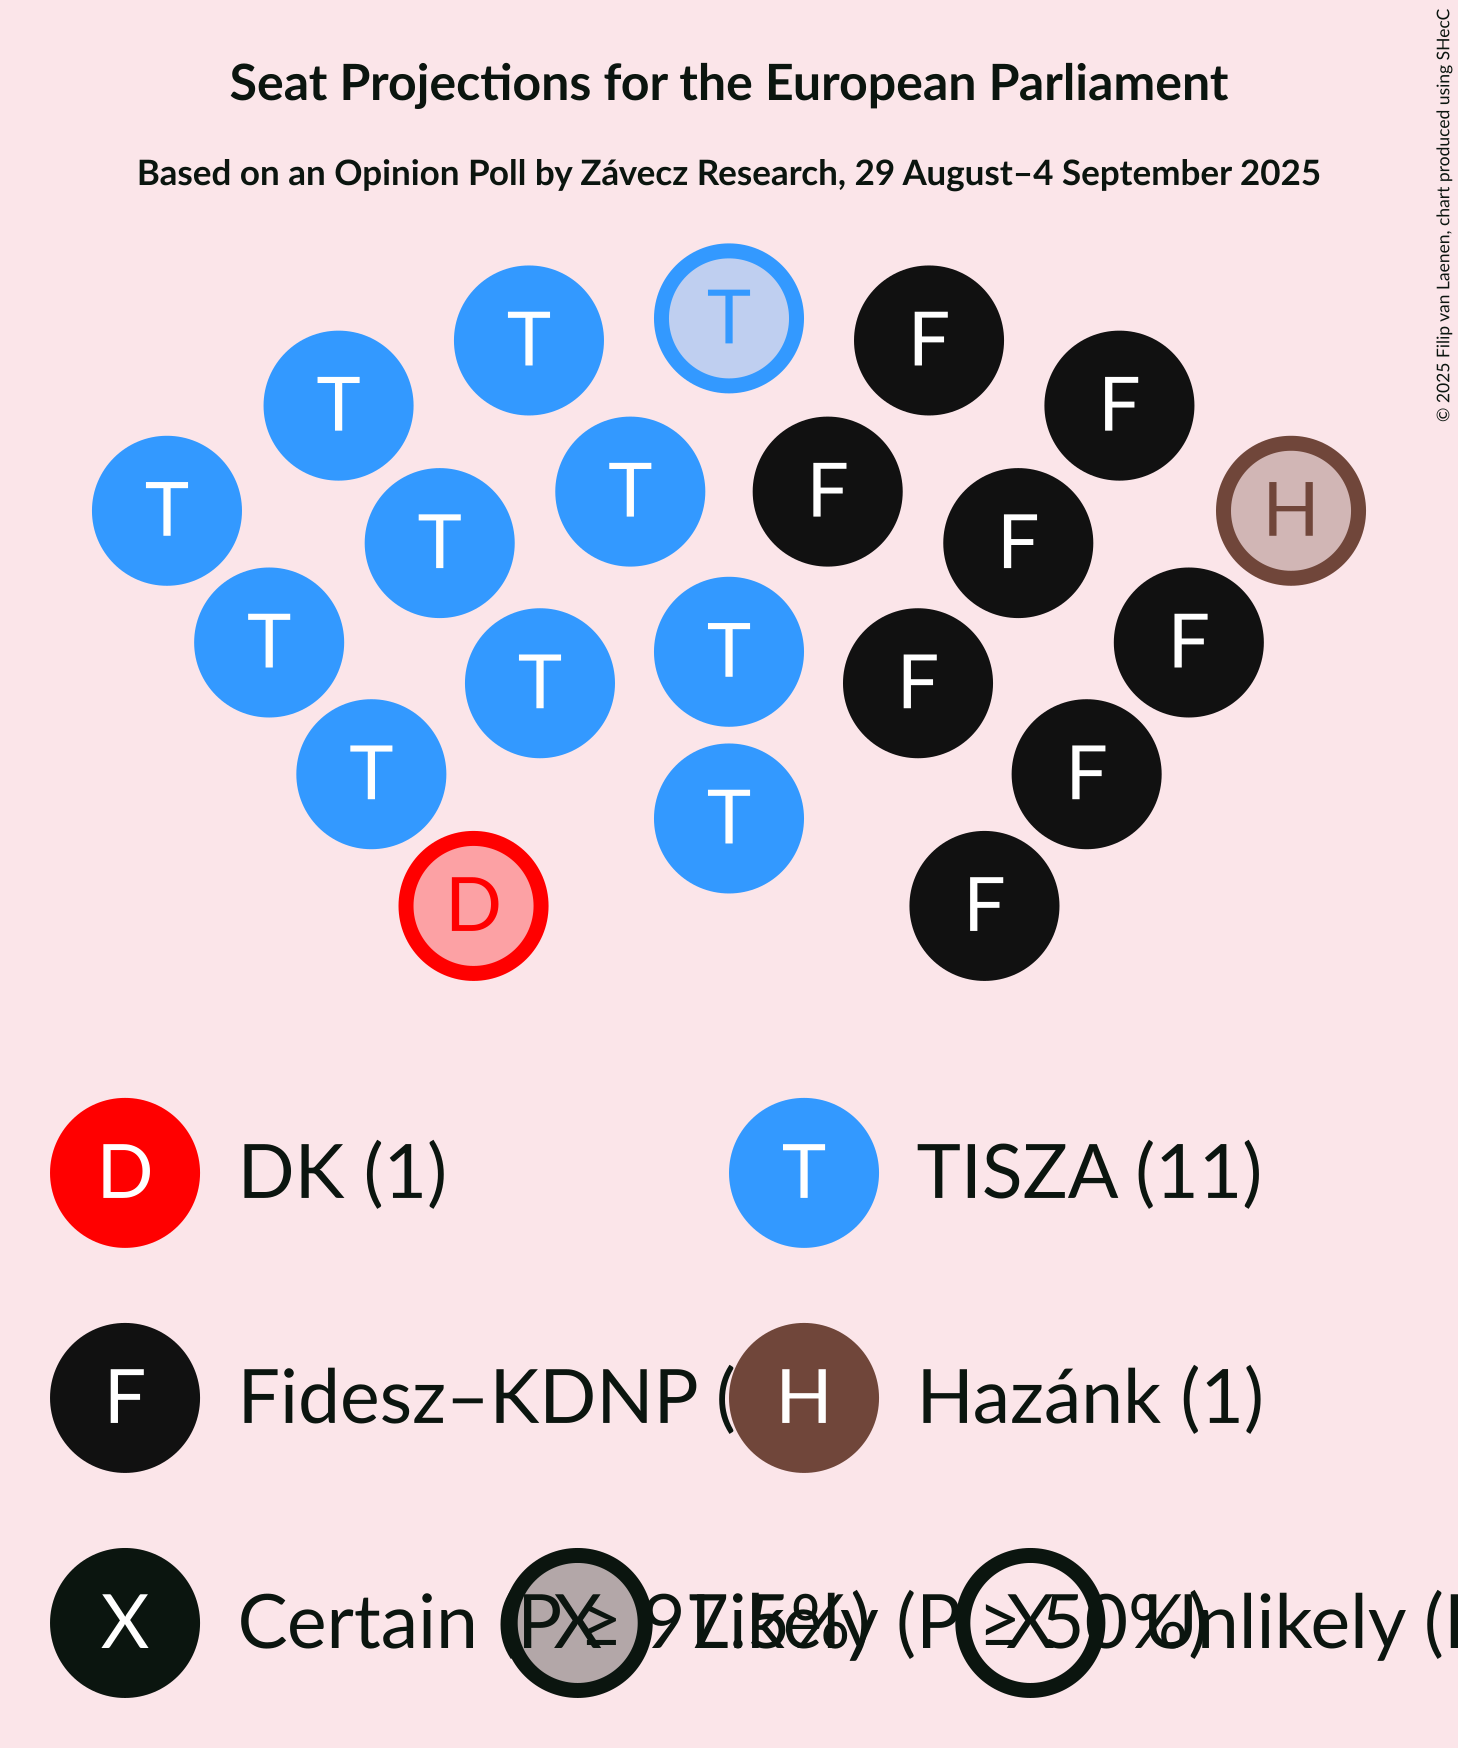 Seat Projections for the European Parliament
Based on an Opinion Poll by Závecz Research, 29 August–4 September 2025
© 2025 Filip van Laenen, chart produced using SHecC
T
T F
T F
T F H
T F
T F
T F
T T F
T F
T
D F
D DK (1) T TISZA (11)
F Fidesz–KDNP ( H Hazánk (1)
X Certain (P ≥ 97.5%) X Likely (P ≥ 50%) X Unlikely (